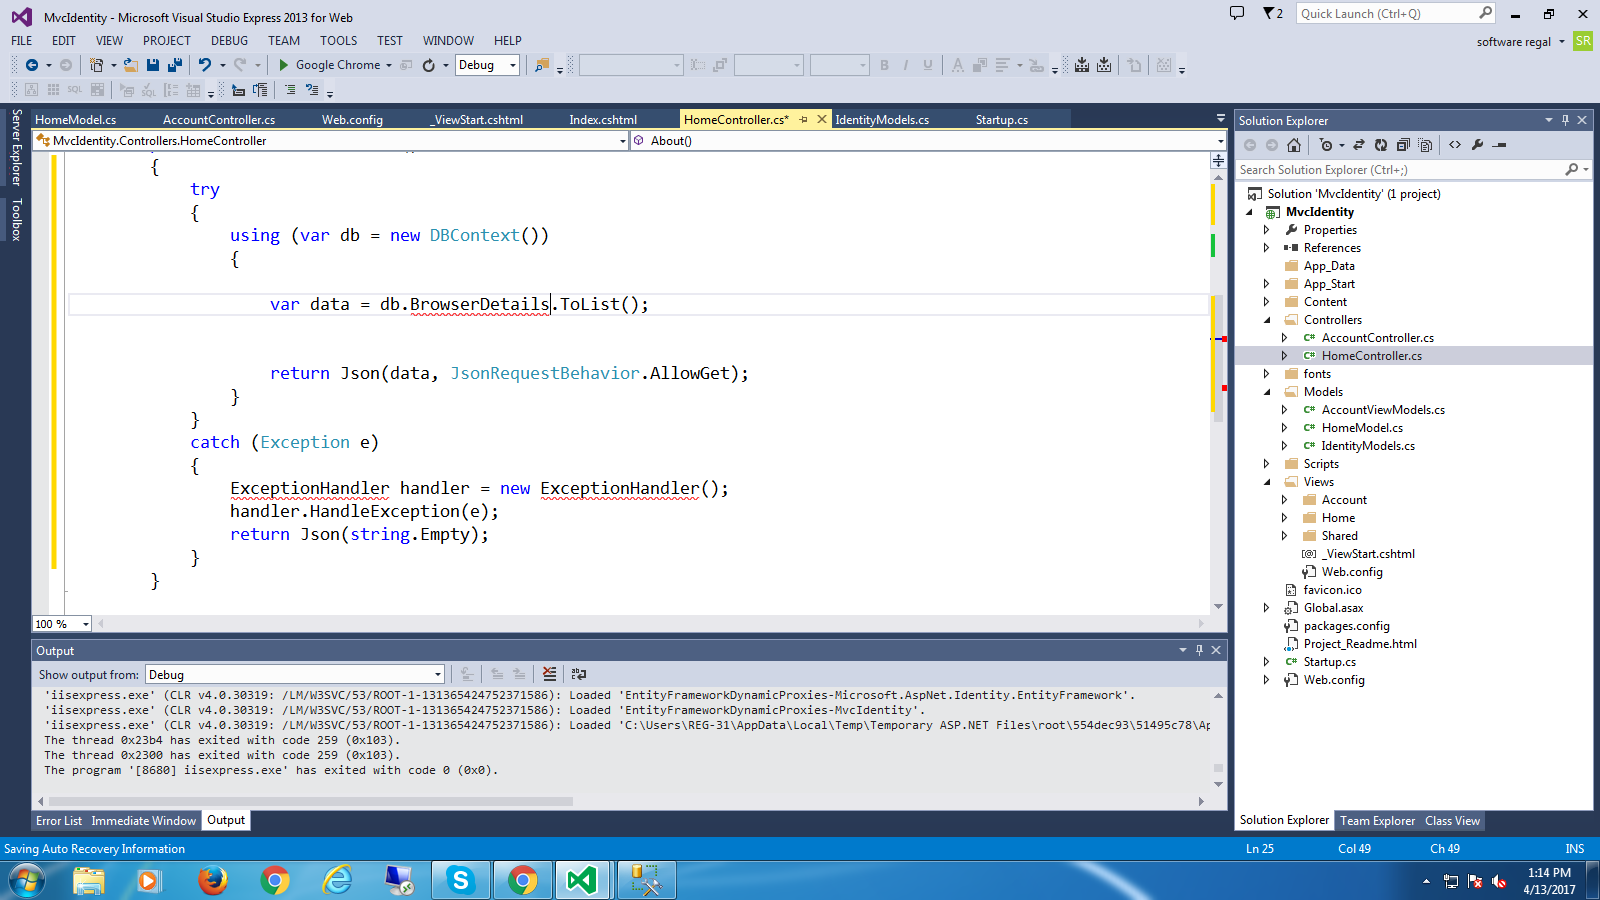 MvcIdentity - Microsoft Visual Studio Express 2013 for Web
2
Quick Launch (Ctrl+Q)
FILE EDIT VIEW PROJECT DEBUG TEAM TOOLS TEST WINDOW HELP
software regal
SR
Google Chrome
Debug
SQL
Server Explorer
Toolbox
HomeModel.cs AccountController.cs Web.config _ViewStart.cshtml Index.cshtml HomeController.cs* IdentityModels.cs Startup.cs
MvcIdentity.Controllers.HomeController
About()
{
try
{
using (var db = new DBContext())
{
var data = db.BrowserDetails.ToList();
return Json(data, JsonRequestBehavior.AllowGet);
}
}
catch (Exception e)
{
ExceptionHandler handler = new ExceptionHandler();
handler.HandleException(e);
return Json(string.Empty);
}
}
100 %
Output
Show output from: Debug
'iisexpress.exe' (CLR v4.0.30319: /LM/W3SVC/53/ROOT-1-131365424752371586): Loaded 'EntityFrameworkDynamicProxies-Microsoft.AspNet.Identity.EntityFramework'.
'iisexpress.exe' (CLR v4.0.30319: /LM/W3SVC/53/ROOT-1-131365424752371586): Loaded 'EntityFrameworkDynamicProxies-MvcIdentity'.
'iisexpress.exe' (CLR v4.0.30319: /LM/W3SVC/53/ROOT-1-131365424752371586): Loaded 'C:\Users\REG-31\AppData\Local\Temp\Temporary ASP.NET Files\root\554dec93\51495c78\Ap
The thread 0x23b4 has exited with code 259 (0x103).
The thread 0x2300 has exited with code 259 (0x103).
The program '[8680] iisexpress.exe' has exited with code 0 (0x0).
Error List Immediate Window Output
Solution Explorer
Search Solution Explorer (Ctrl+;)
Solution 'MvcIdentity' (1 project)
MvcIdentity
Properties
References
App_Data
App_Start
Content
Controllers
C# AccountController.cs
C# HomeController.cs
fonts
Models
C# AccountViewModels.cs
C# HomeModel.cs
C# IdentityModels.cs
Scripts
Views
Account
Home
Shared
_ViewStart.cshtml
Web.config
favicon.ico
Global.asax
packages.config
Project_Readme.html
C# Startup.cs
Web.config
Solution Explorer Team Explorer Class View
Saving Auto Recovery Information
Ln 25 Col 49 Ch 49 INS
1:14 PM
4/13/2017